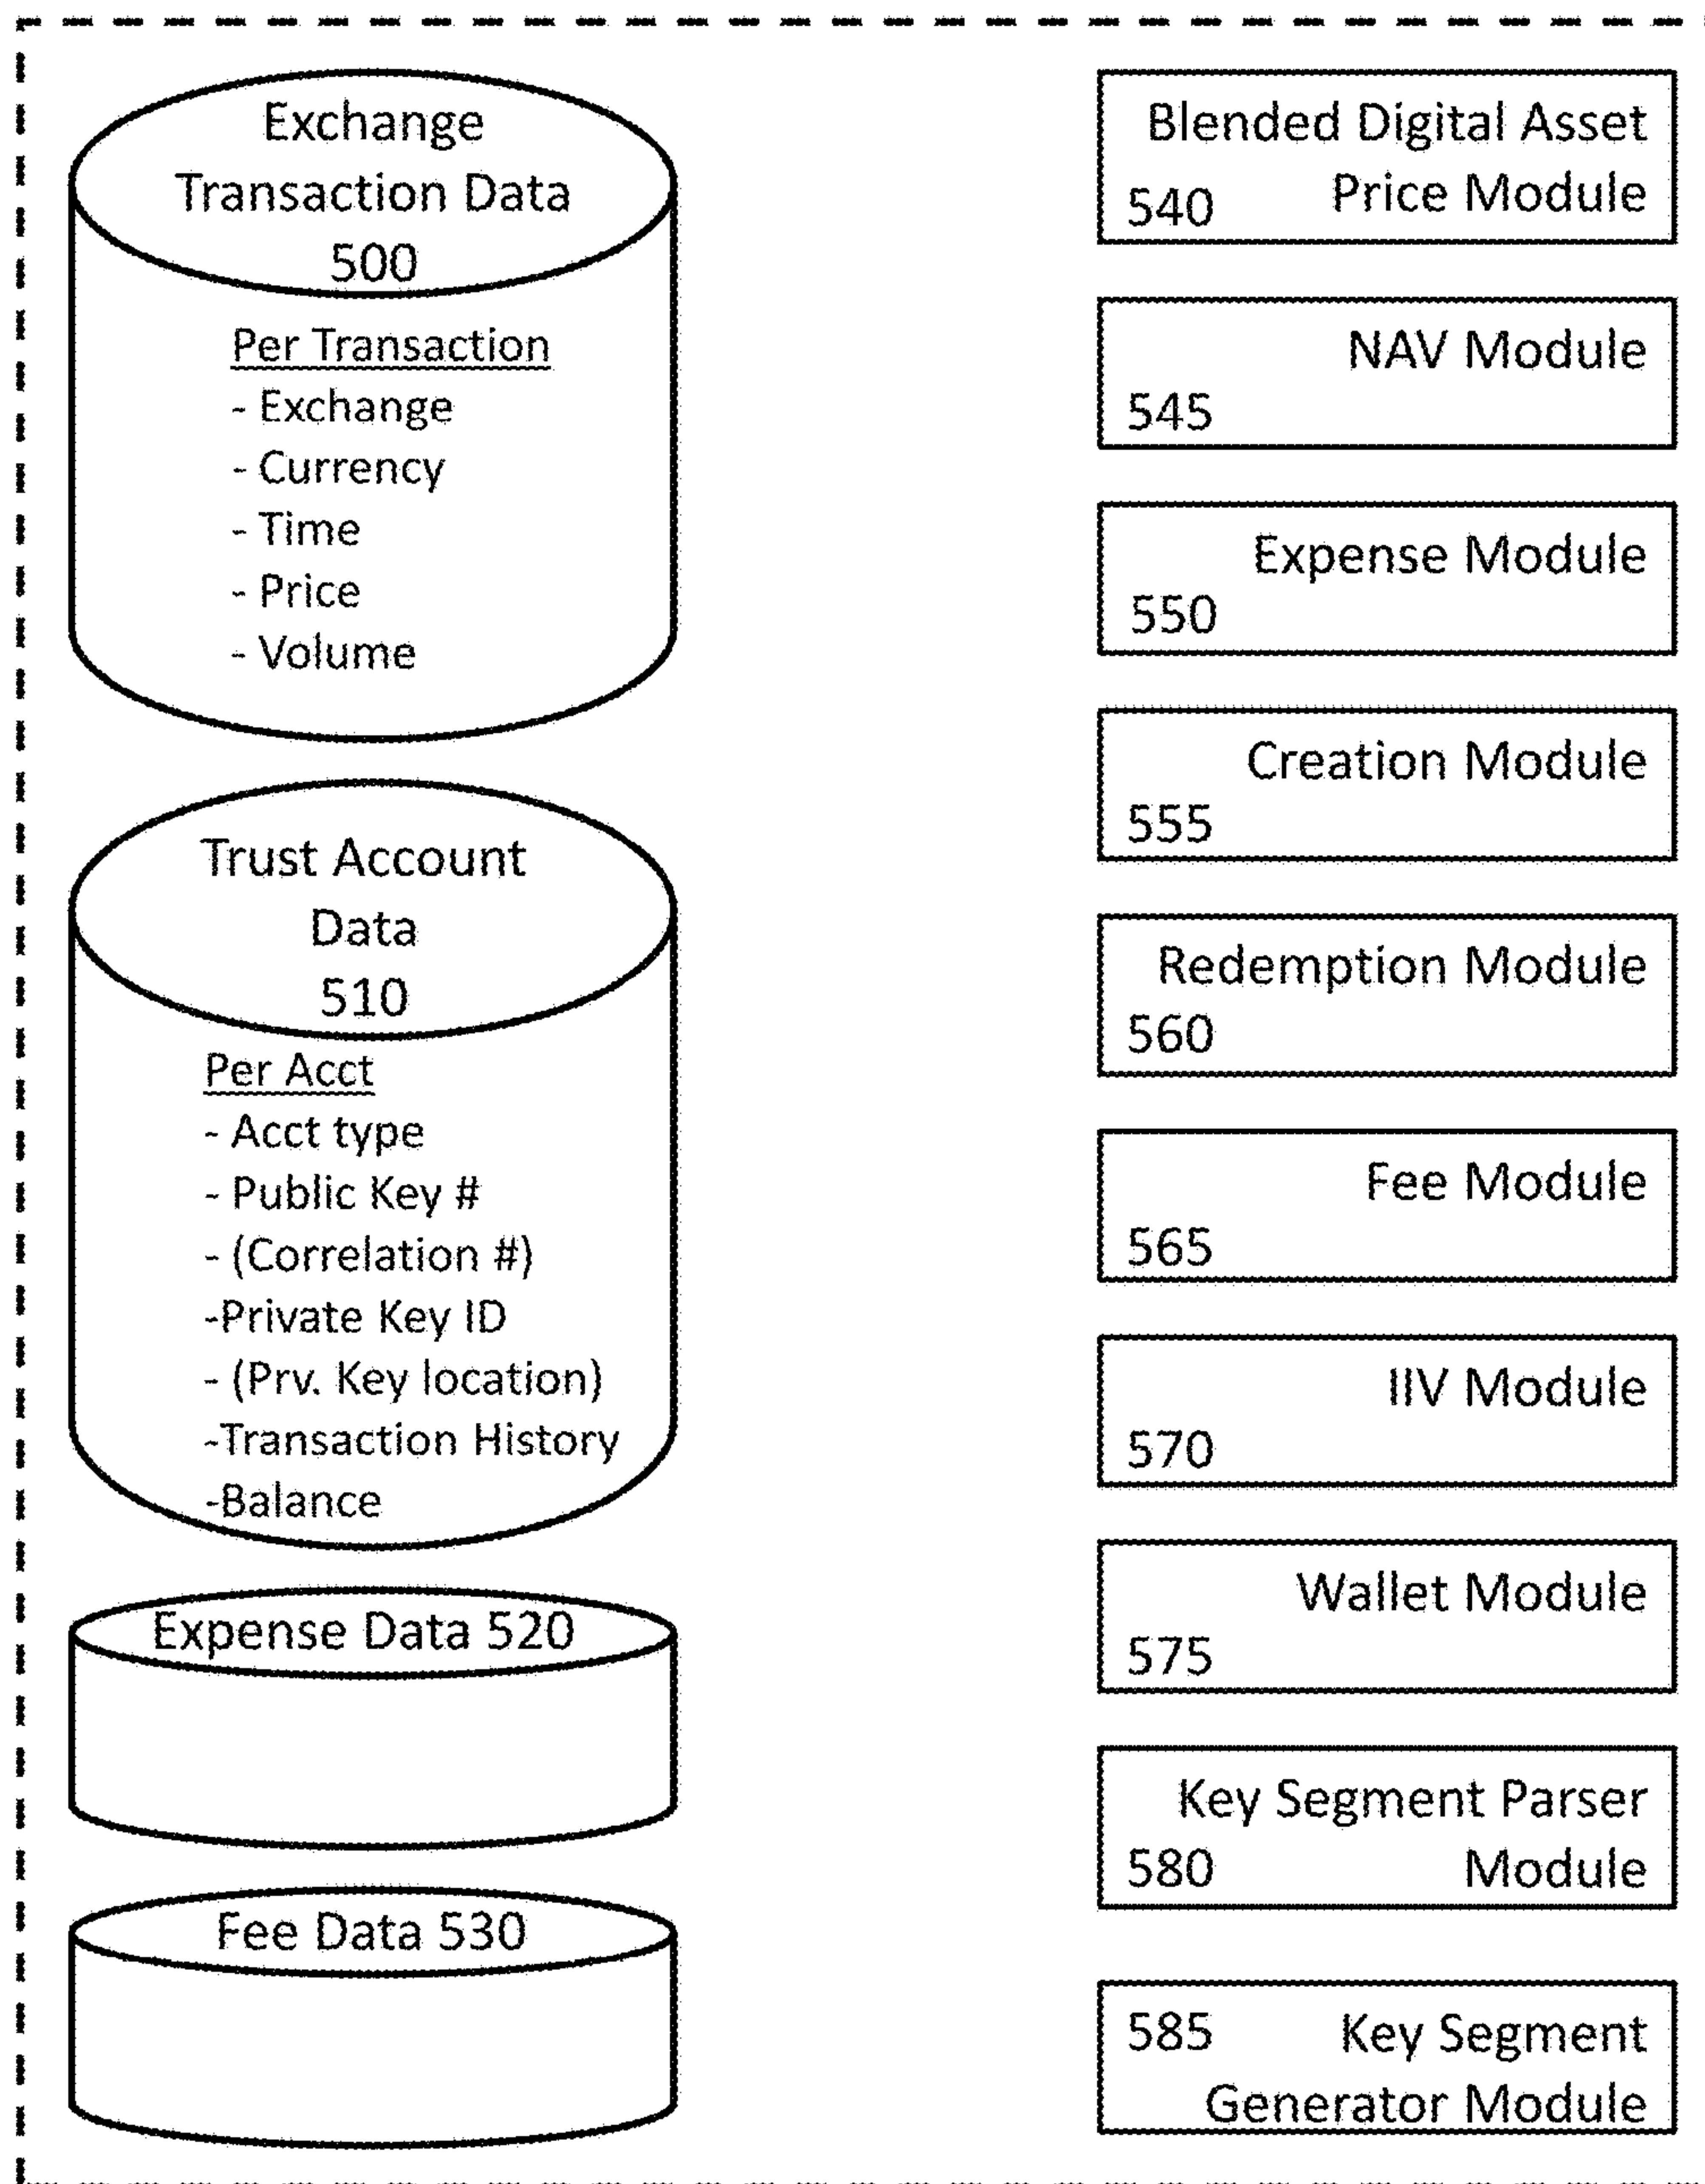 Exchange
Transaction Data
500
Per Transaction
- Exchange
- Currency
- Time
- Price
- Volume
Trust Account
Data
510
Per Acct
- Acct type
- Public Key #
- (Correlation #)
-Private Key ID
- (Prv. Key location)
-Transaction History
-Balance
Expense Data 520
Fee Data 530
Blended Digital Asset
540 Price Module
NAV Module
545
Expense Module
550
Creation Module
555
Redemption Module
560
Fee Module
565
IIV Module
570
Wallet Module
575
Key Segment Parser
580 Module
585 Key Segment
Generator Module